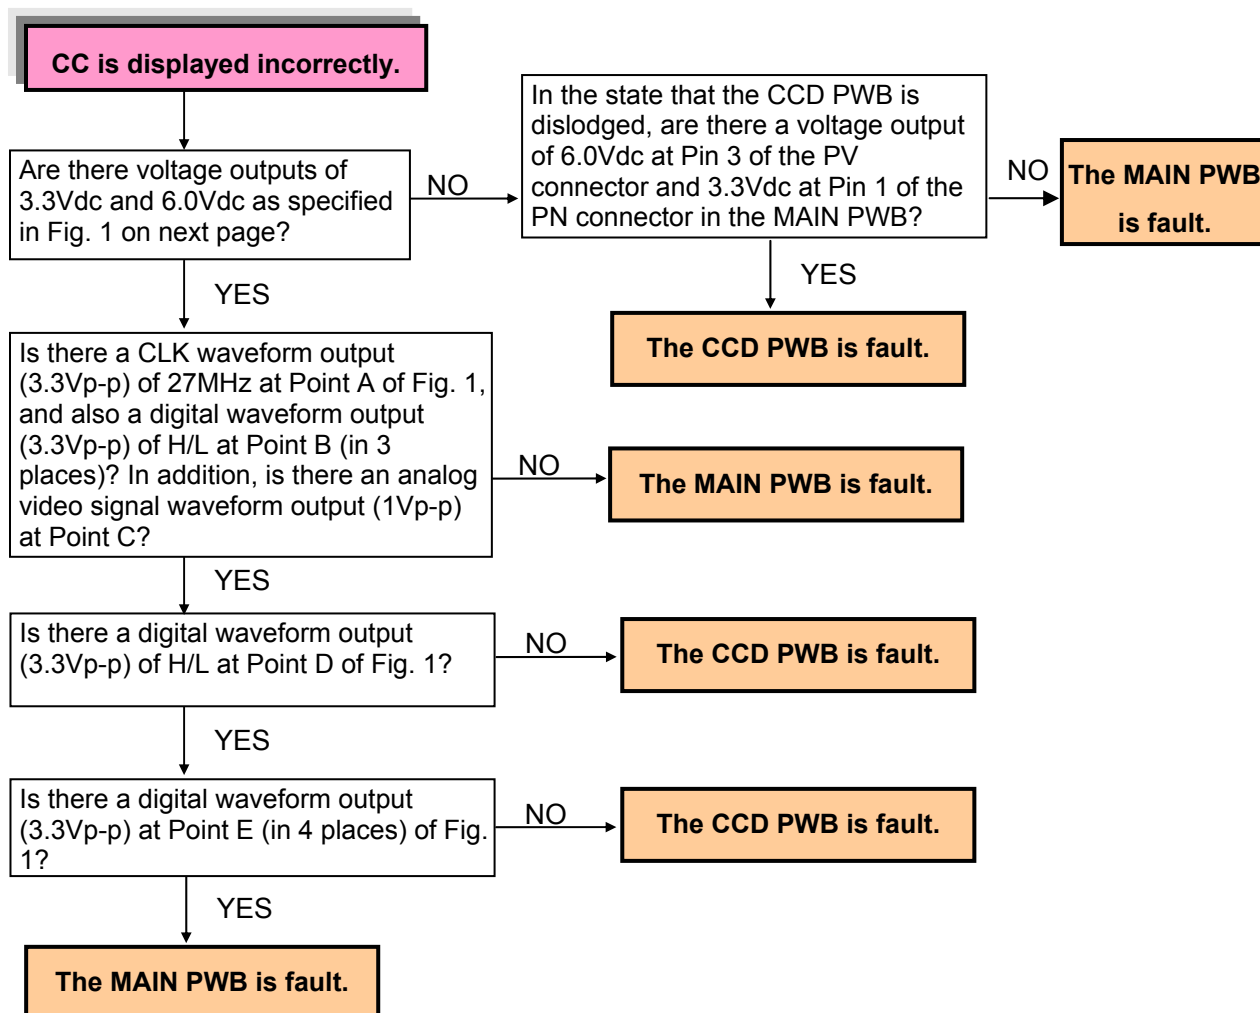 CC is displayed incorrectly.
Are there voltage outputs of
3.3Vdc and 6.0Vdc as specified
in Fig. 1 on next page?
NO
In the state that the CCD PWB is
dislodged, are there a voltage output
of 6.0Vdc at Pin 3 of the PV
connector and 3.3Vdc at Pin 1 of the
PN connector in the MAIN PWB?
NO
The MAIN PWB
is fault.
YES
The CCD PWB is fault.
YES
Is there a CLK waveform output
(3.3Vp-p) of 27MHz at Point A of Fig. 1,
and also a digital waveform output
(3.3Vp-p) of H/L at Point B (in 3
places)? In addition, is there an analog
video signal waveform output (1Vp-p)
at Point C?
NO
The MAIN PWB is fault.
YES
Is there a digital waveform output
(3.3Vp-p) of H/L at Point D of Fig. 1?
NO
The CCD PWB is fault.
YES
Is there a digital waveform output
(3.3Vp-p) at Point E (in 4 places) of Fig.
1?
NO
The CCD PWB is fault.
YES
The MAIN PWB is fault.